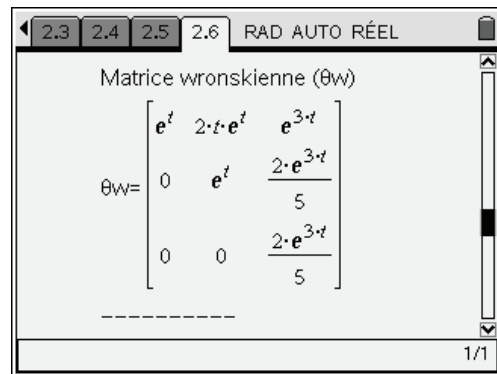 2.3 2.4 2.5 2.6 RAD AUTO RÉEL
Matrice wronskienne (θw)
e^t 2·t·e^t e^(3·t)
θw= 0 e^t 2·e^(3·t)/5
0 0 2·e^(3·t)/5
-----------
1/1